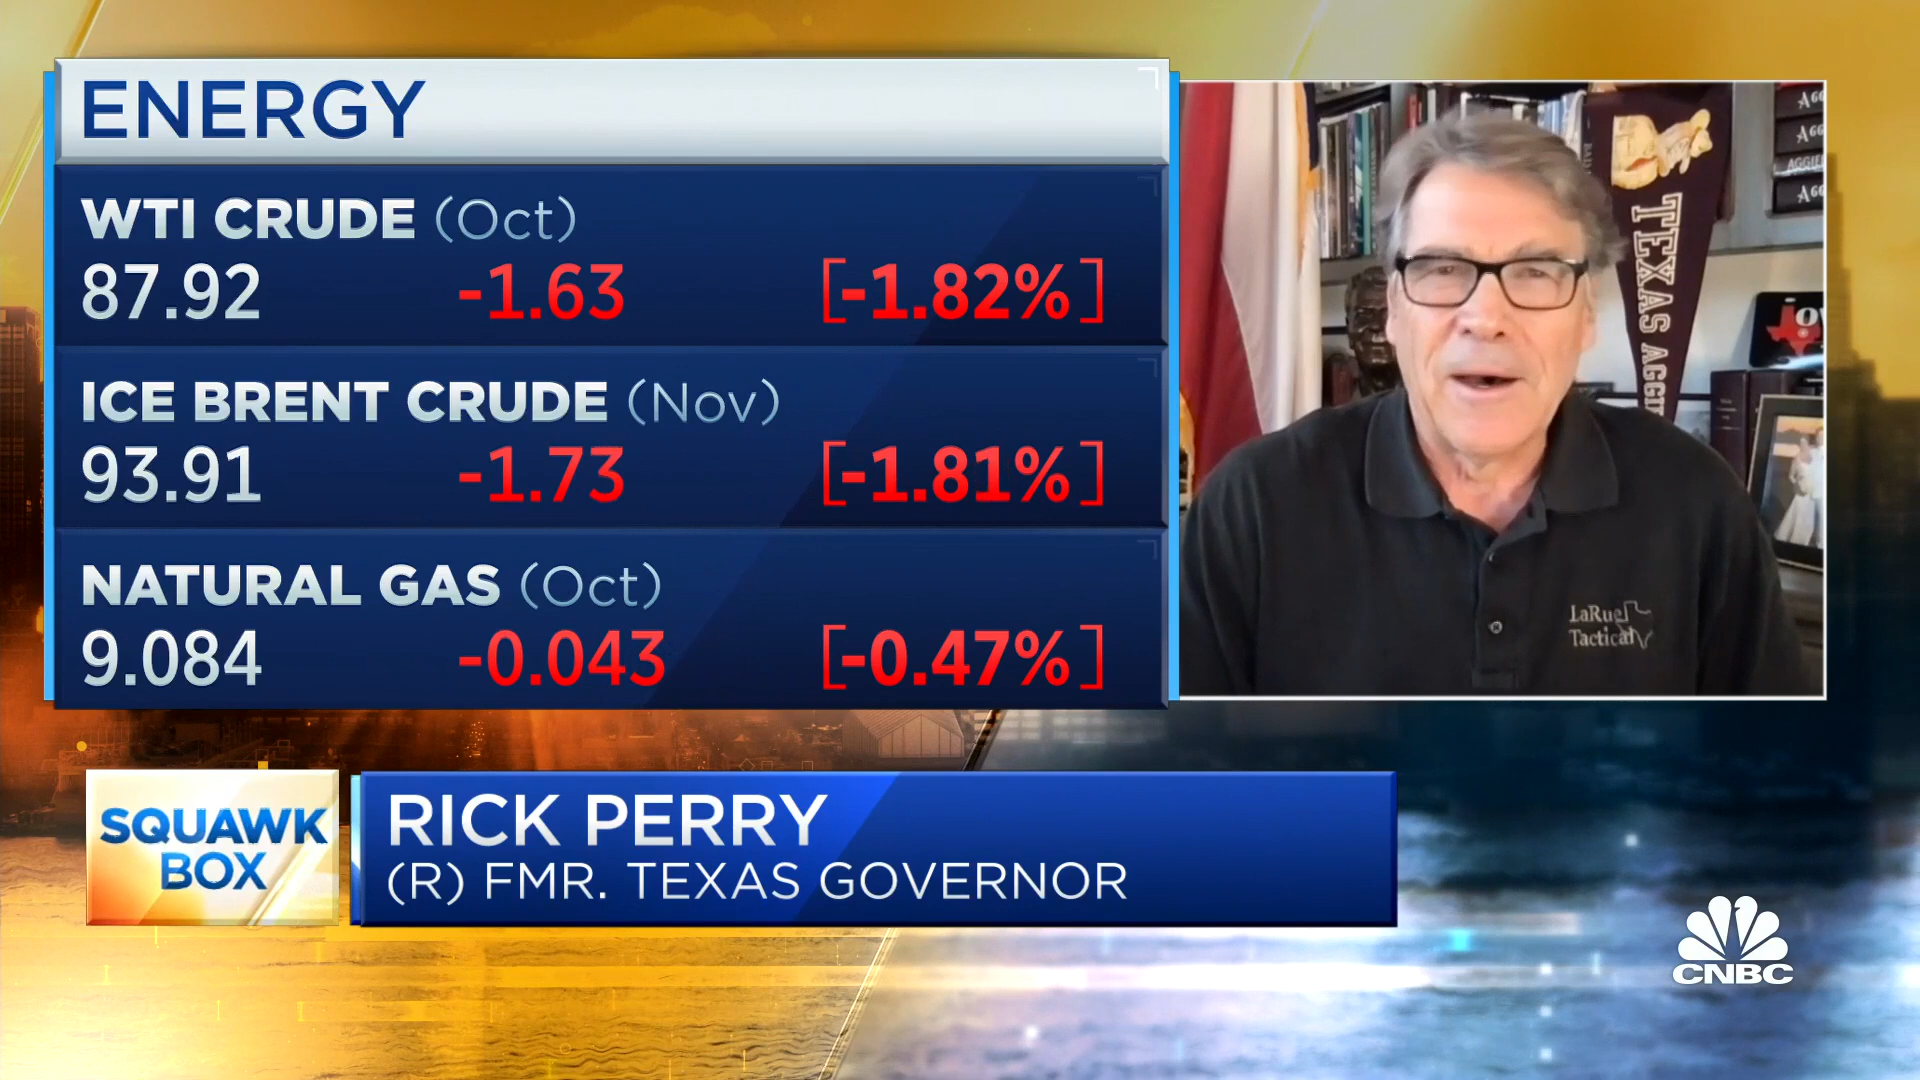 ENERGY
WTI CRUDE (Oct)
87.92 -1.63 [-1.82%]
ICE BRENT CRUDE (Nov)
93.91 -1.73 [-1.81%]
NATURAL GAS (Oct)
9.084 -0.043 [-0.47%]
TEXAS AGGI
LaRue
Tactical
SQUAWK
BOX
RICK PERRY
(R) FMR. TEXAS GOVERNOR
CNBC